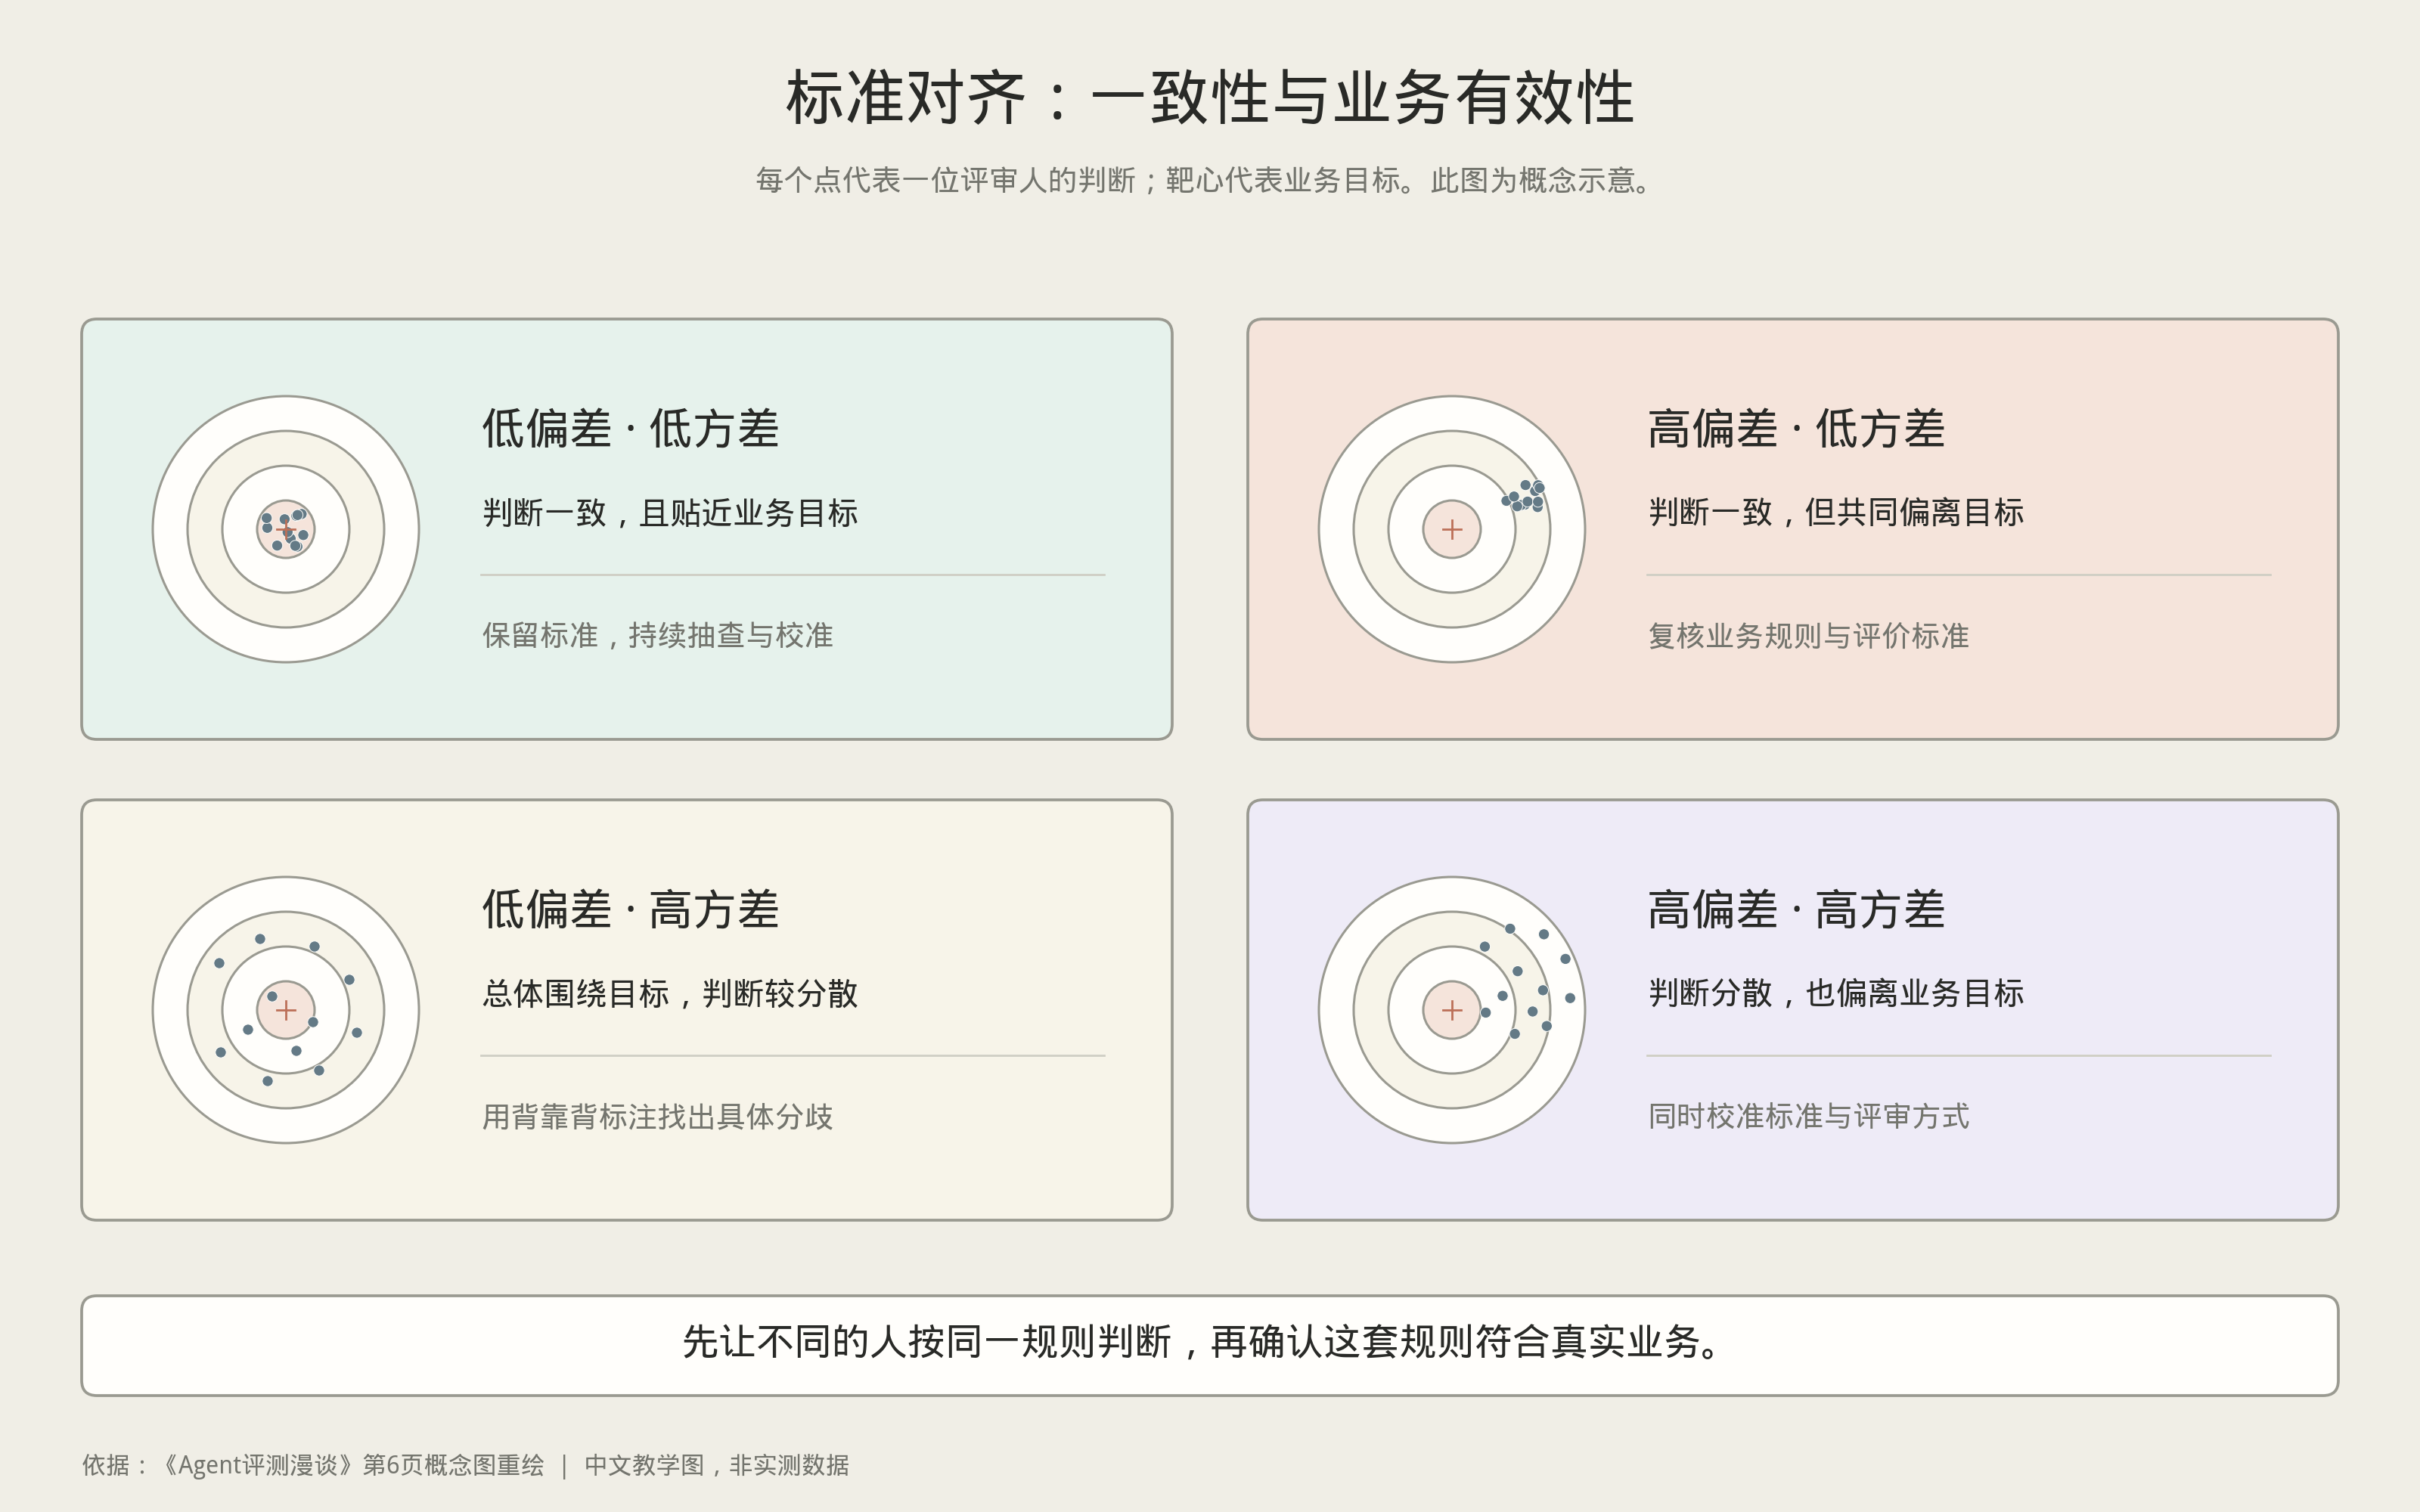 标准对齐：一致性与业务有效性
每个点代表一位评审人的判断；靶心代表业务目标。此图为概念示意。
低偏差 · 低方差
判断一致，且贴近业务目标
保留标准，持续抽查与校准
高偏差 · 低方差
判断一致，但共同偏离目标
复核业务规则与评价标准
低偏差 · 高方差
总体围绕目标，判断较分散
用背靠背标注找出具体分歧
高偏差 · 高方差
判断分散，也偏离业务目标
同时校准标准与评审方式
先让不同的人按同一规则判断，再确认这套规则符合真实业务。
依据：《Agent评测漫谈》第6页概念图重绘 ｜ 中文教学图，非实测数据